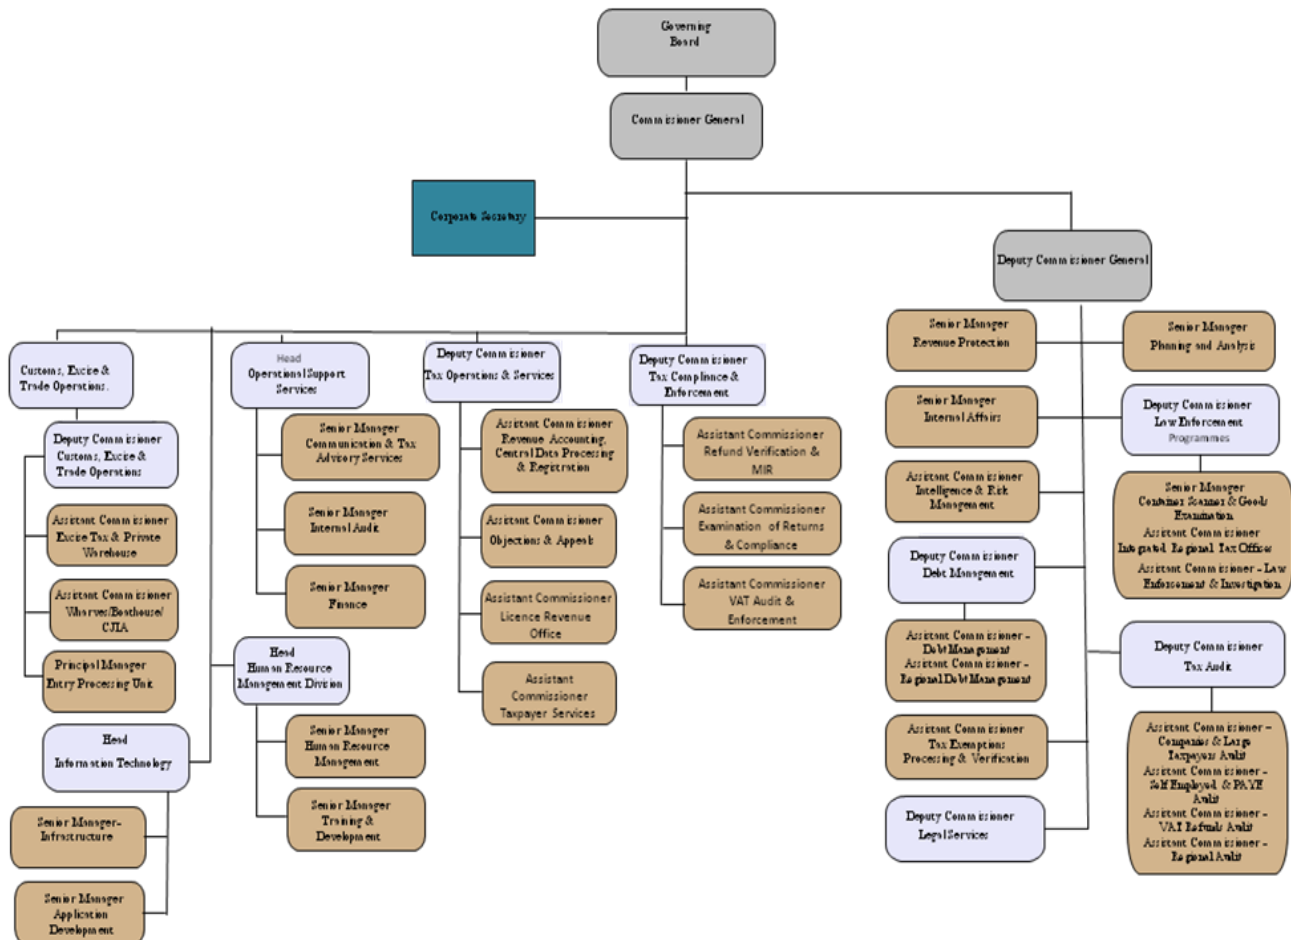 Governing
Board
Commissioner General
Corporate Secretary
Deputy Commissioner General
Customs, Excise &
Trade Operations.
Deputy Commissioner
Customs, Excise &
Trade Operations
Assistant Commissioner
Excise Tax & Private
Warehouse
Assistant Commissioner
Wharves/Boathouse/
CJIA
Principal Manager
Entry Processing Unit
Head
Information Technology
Senior Manager-
Infrastructure
Senior Manager
Application
Development
Head
Operational Support
Services
Senior Manager
Communication & Tax
Advisory Services
Senior Manager
Internal Audit
Senior Manager
Finance
Head
Human Resource
Management Division
Senior Manager
Human Resource
Management
Senior Manager
Training &
Development
Deputy Commissioner
Tax Operations & Services
Assistant Commissioner
Revenue Accounting,
Central Data Processing
& Registration
Assistant Commissioner
Objections & Appeals
Assistant Commissioner
Licence Revenue
Office
Assistant
Commissioner
Taxpayer Services
Deputy Commissioner
Tax Compliance &
Enforcement
Assistant Commissioner
Refund Verification &
MIR
Assistant Commissioner
Examination of Returns
& Compliance
Assistant Commissioner
VAT Audit &
Enforcement
Senior Manager
Revenue Protection
Senior Manager
Planning and Analysis
Senior Manager
Internal Affairs
Deputy Commissioner
Law Enforcement
Programmes
Assistant Commissioner
Intelligence & Risk
Management
Senior Manager
Container Scanner & Goods
Examination
Assistant Commissioner
Integrated Regional Tax Offices
Assistant Commissioner - Law
Enforcement & Investigation
Deputy Commissioner
Debt Management
Assistant Commissioner -
Debt Management
Assistant Commissioner -
Regional Debt Management
Deputy Commissioner
Tax Audit
Assistant Commissioner
Tax Exemptions
Processing & Verification
Assistant Commissioner -
Companies & Large
Taxpayers Audit
Assistant Commissioner -
Self Employed & PAYE
Audit
Assistant Commissioner -
VAT Refunds Audit
Assistant Commissioner -
Regional Audit
Deputy Commissioner
Legal Services